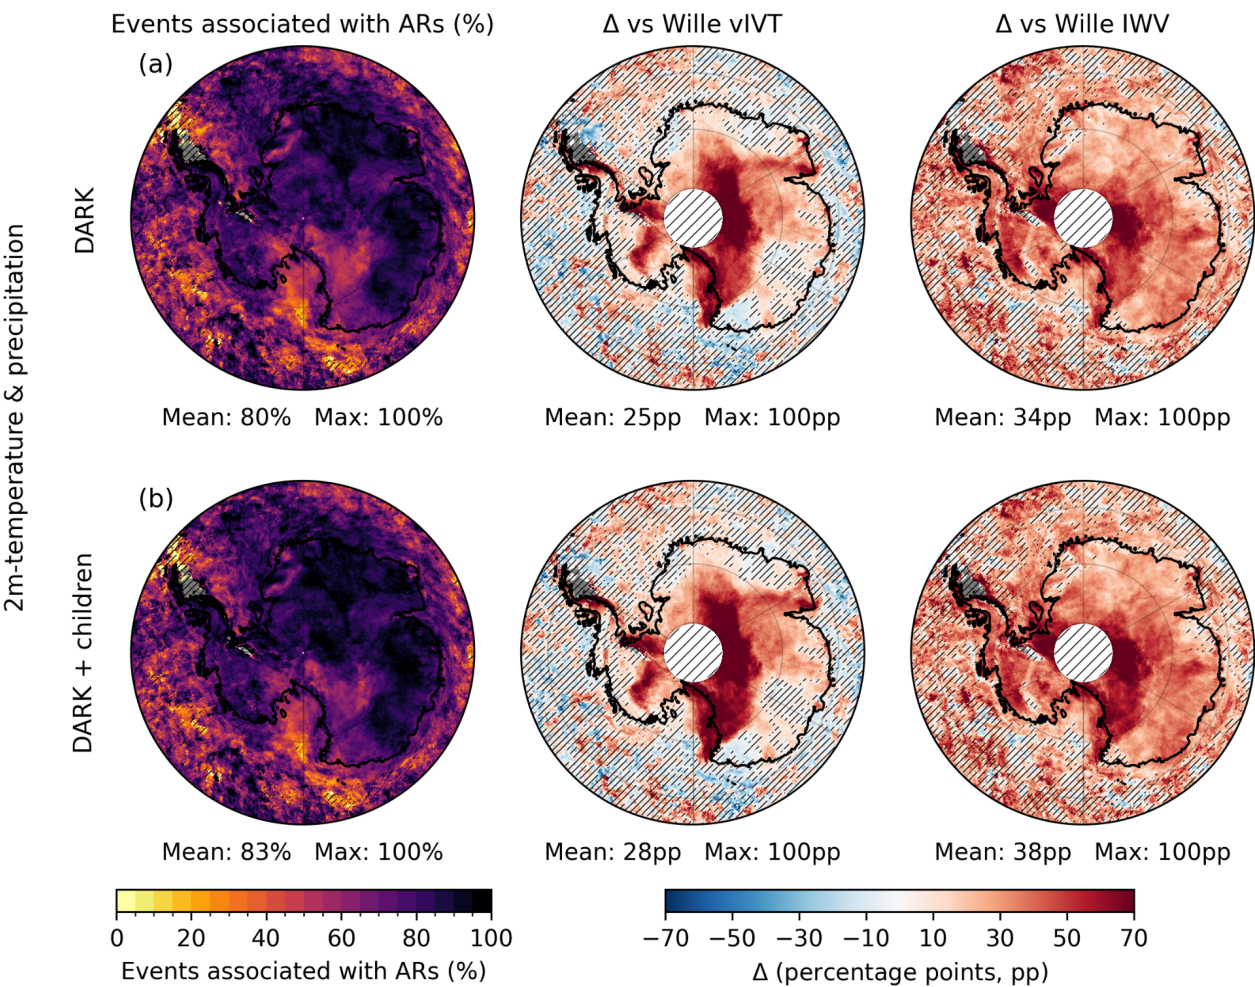 Events associated with ARs (%)
Δ vs Wille vIVT
Δ vs Wille IWV
(a)
2m-temperature & precipitation
DARK
Mean: 80% Max: 100%
Mean: 25pp Max: 100pp
Mean: 34pp Max: 100pp
(b)
DARK + children
Mean: 83% Max: 100%
Mean: 28pp Max: 100pp
Mean: 38pp Max: 100pp
0 20 40 60 80 100
Events associated with ARs (%)
−70 −50 −30 −10 10 30 50 70
Δ (percentage points, pp)